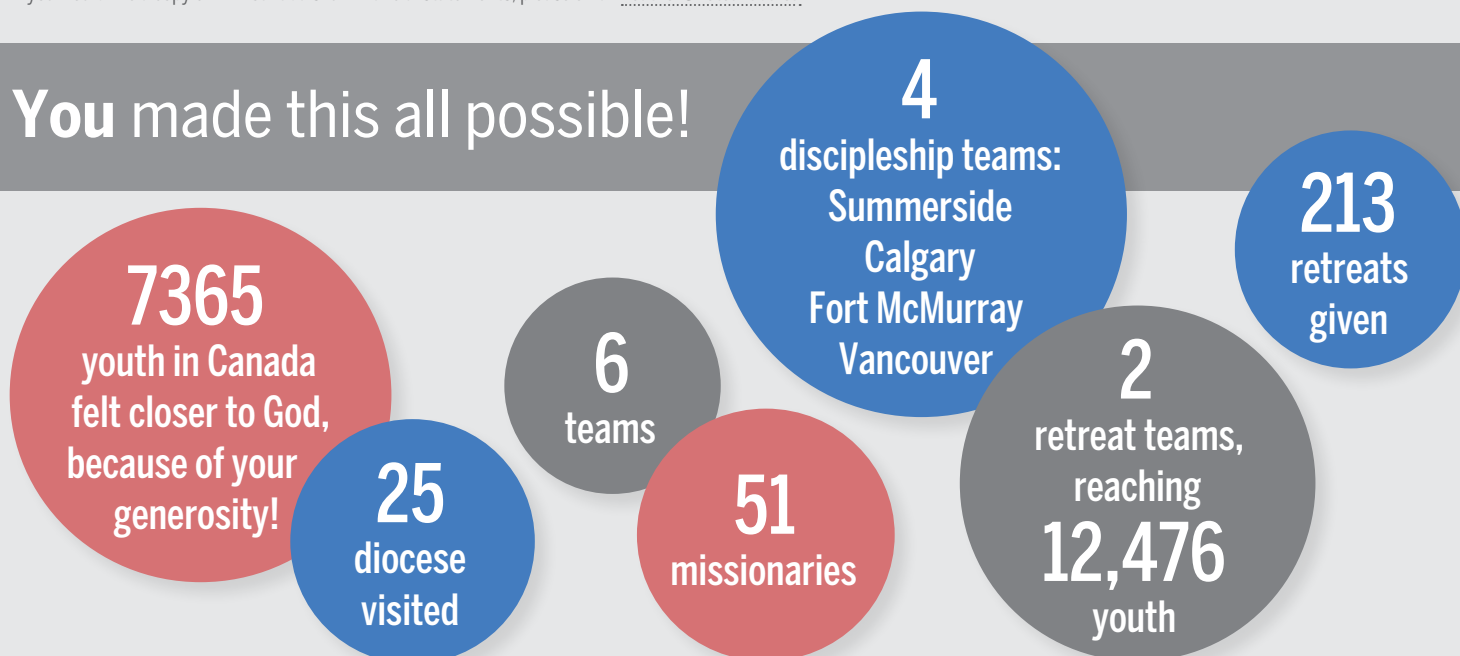 You made this all possible!
4
discipleship teams:
Summerside
Calgary
Fort McMurray
Vancouver
213
retreats
given
7365
youth in Canada
felt closer to God,
because of your
generosity!
6
teams
2
retreat teams,
reaching
12,476
youth
25
diocese
visited
51
missionaries